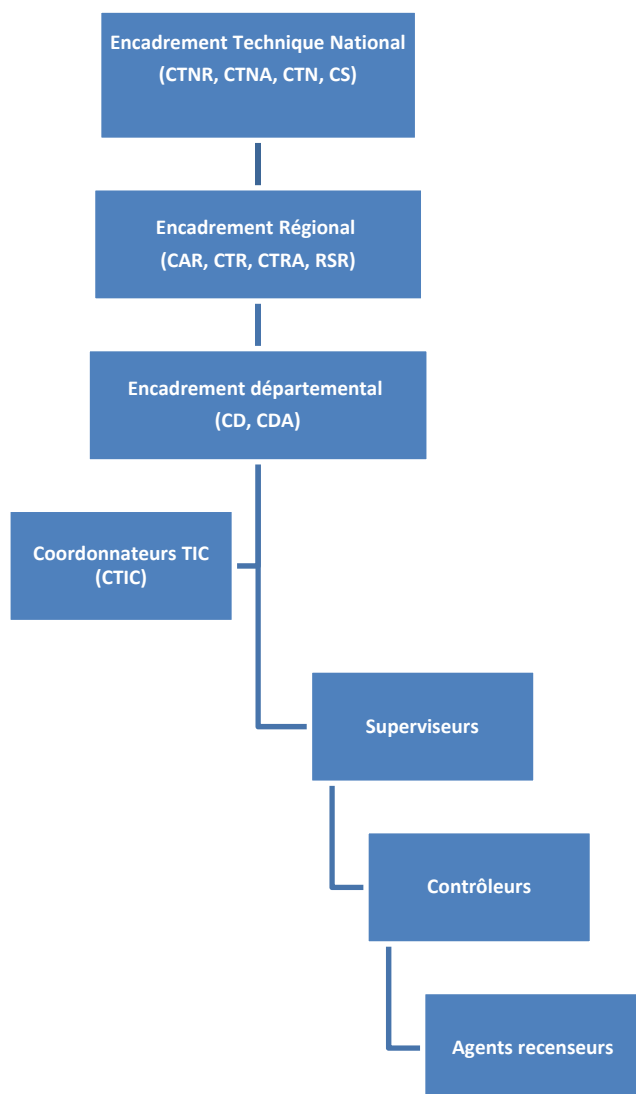 Encadrement Technique National
(CTNR, CTNA, CTN, CS)
Encadrement Régional
(CAR, CTR, CTRA, RSR)
Encadrement départemental
(CD, CDA)
Coordonnateurs TIC
(CTIC)
Superviseurs
Contrôleurs
Agents recenseurs